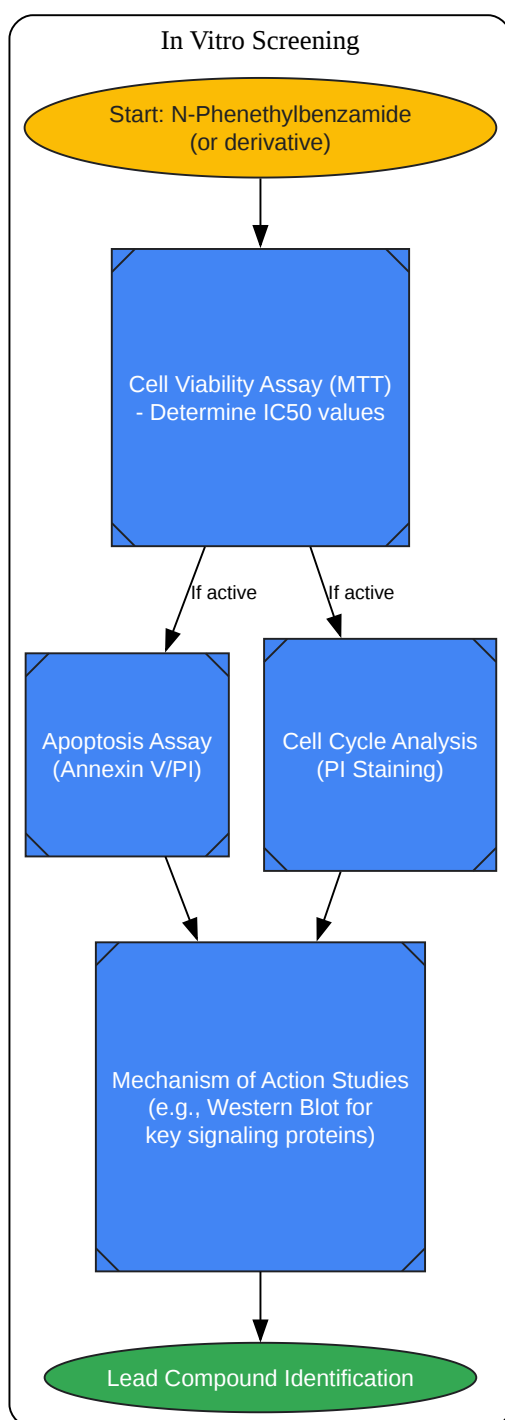 In Vitro Screening
Start: N-Phenethylbenzamide
(or derivative)
Cell Viability Assay (MTT)
- Determine IC50 values
If active
If active
Apoptosis Assay
(Annexin V/PI)
Cell Cycle Analysis
(PI Staining)
Mechanism of Action Studies
(e.g., Western Blot for
key signaling proteins)
Lead Compound Identification